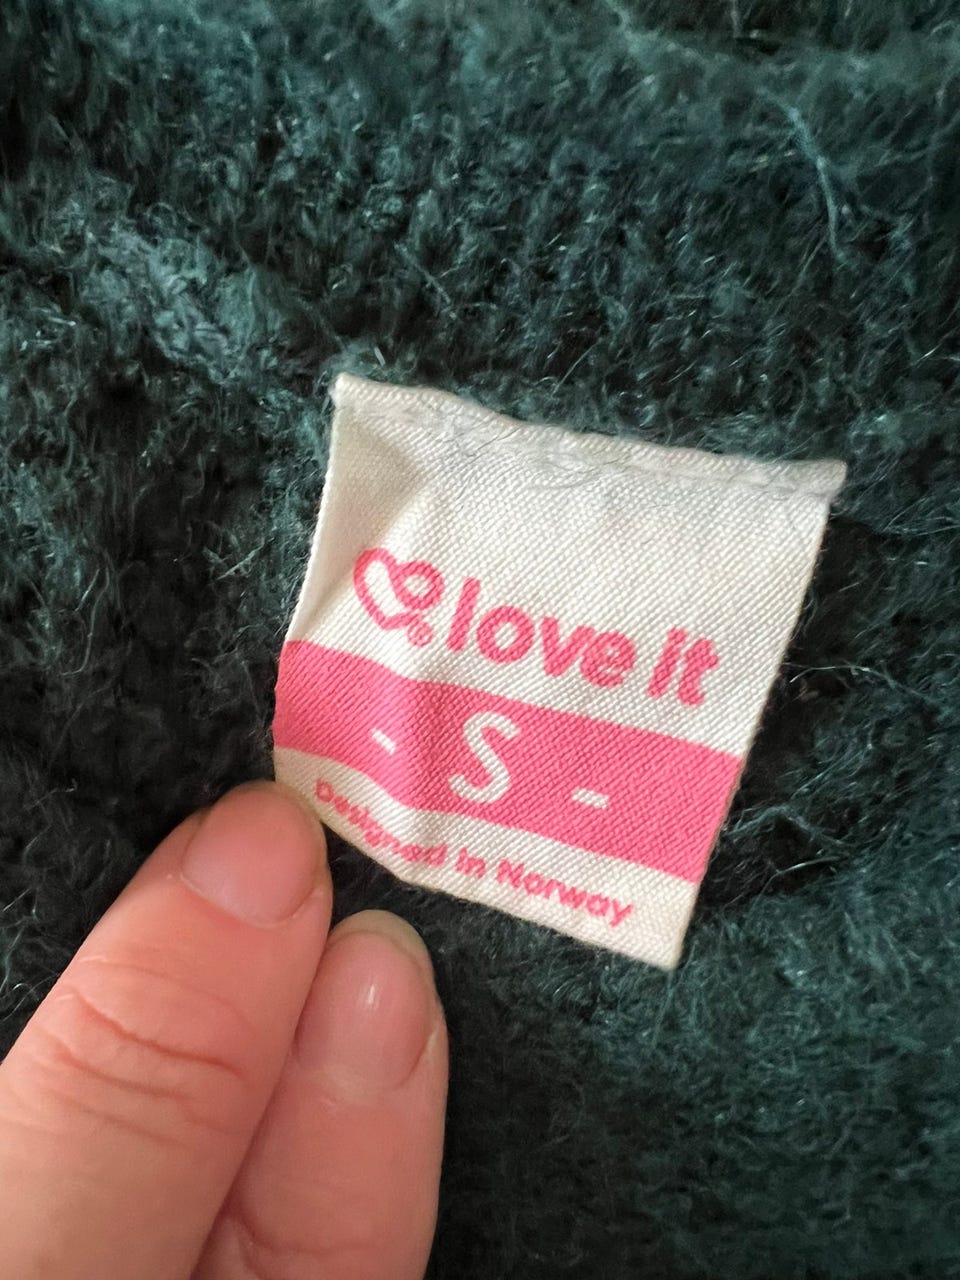 love it
- S -
Designed in Norway